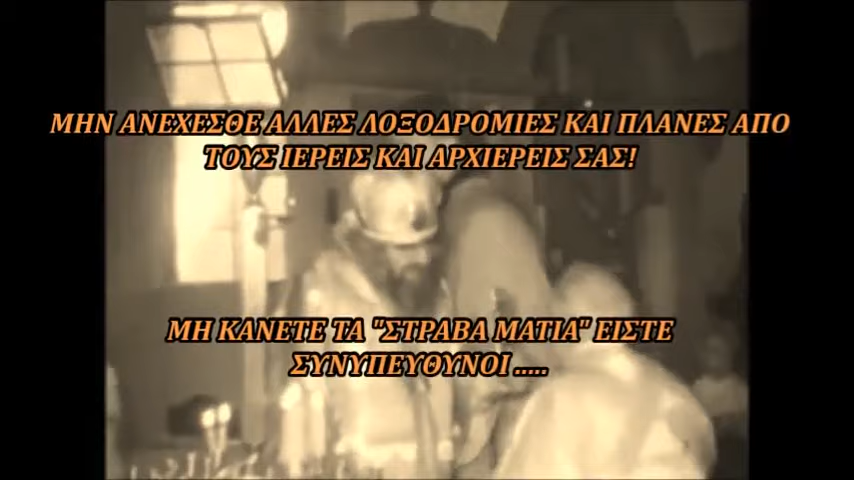 ΜΗΝ ΑΝΕΧΕΣΘΕ ΑΛΛΕΣ ΛΟΞΟΔΡΟΜΙΕΣ ΚΑΙ ΠΛΑΝΕΣ ΑΠΟ
ΤΟΥΣ ΙΕΡΕΙΣ ΚΑΙ ΑΡΧΙΕΡΕΙΣ ΣΑΣ!
ΜΗ ΚΑΝΕΤΕ ΤΑ "ΣΤΡΑΒΑ ΜΑΤΙΑ" ΕΙΣΤΕ
ΣΥΝΥΠΕΥΘΥΝΟΙ .....